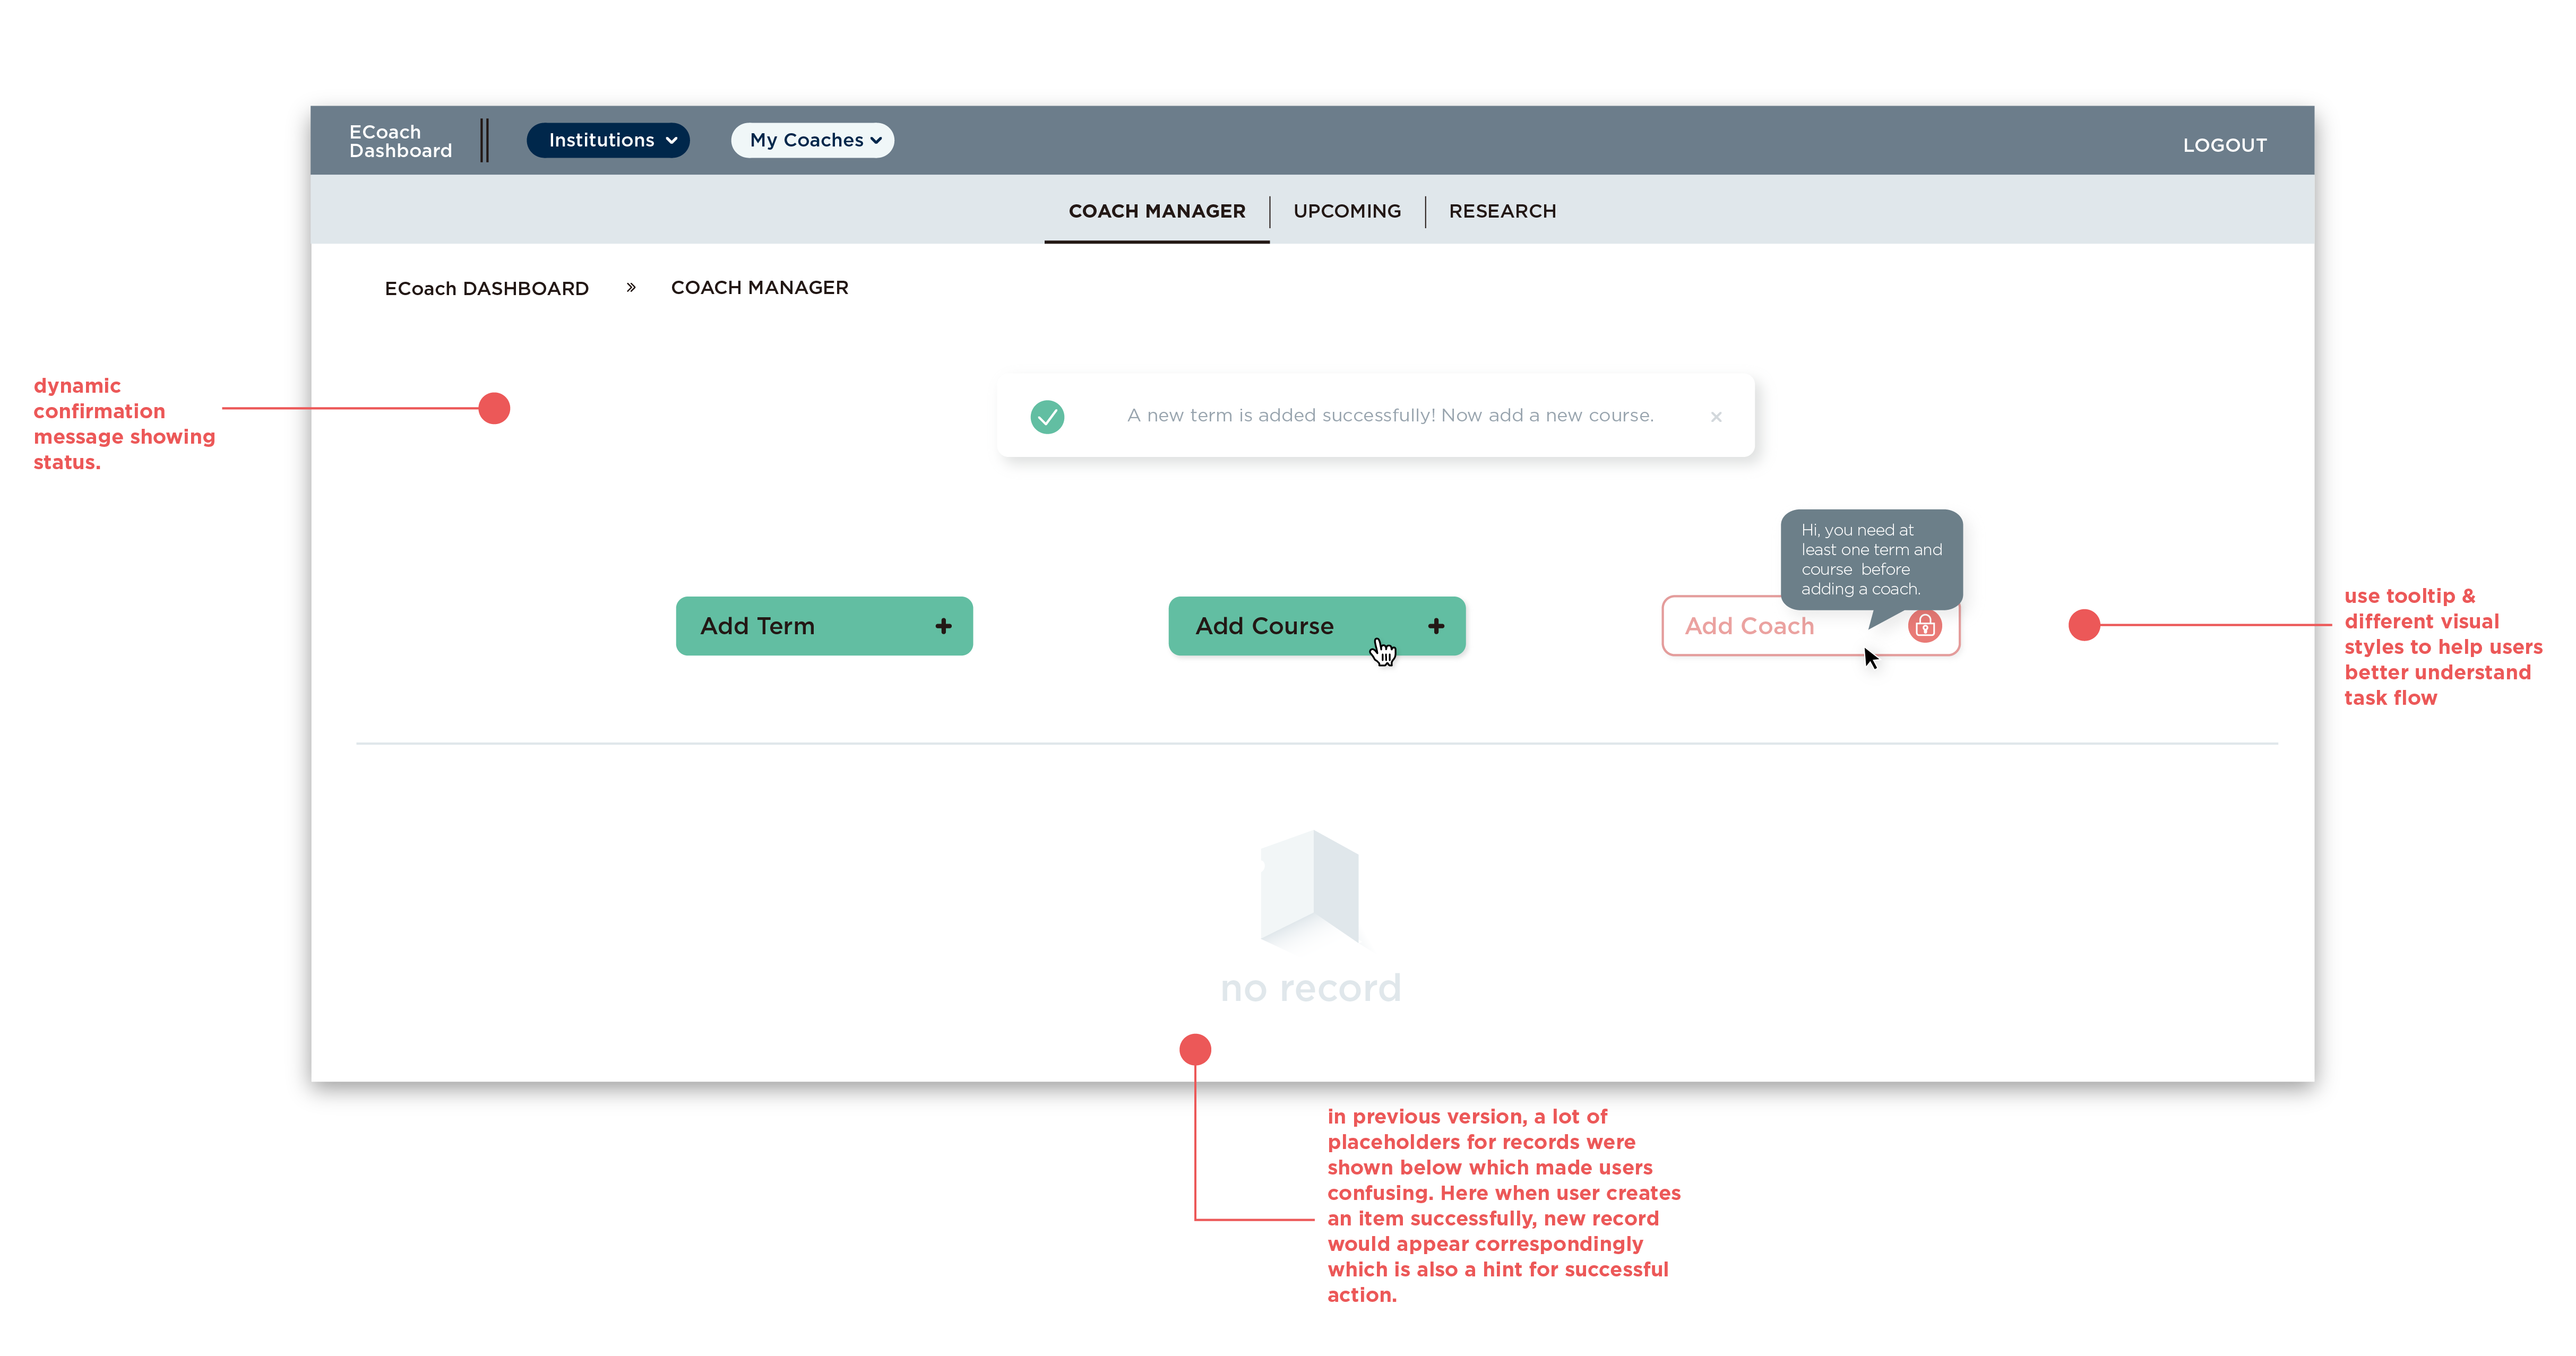 ECoach
Dashboard
Institutions
My Coaches
LOGOUT
COACH MANAGER
UPCOMING
RESEARCH
ECoach DASHBOARD » COACH MANAGER
dynamic
confirmation
message showing
status.
A new term is added successfully! Now add a new course.
Hi, you need at
least one term and
course before
adding a coach.
Add Term
Add Course
Add Coach
use tooltip &
different visual
styles to help users
better understand
task flow
no record
in previous version, a lot of
placeholders for records were
shown below which made users
confusing. Here when user creates
an item successfully, new record
would appear correspondingly
which is also a hint for successful
action.